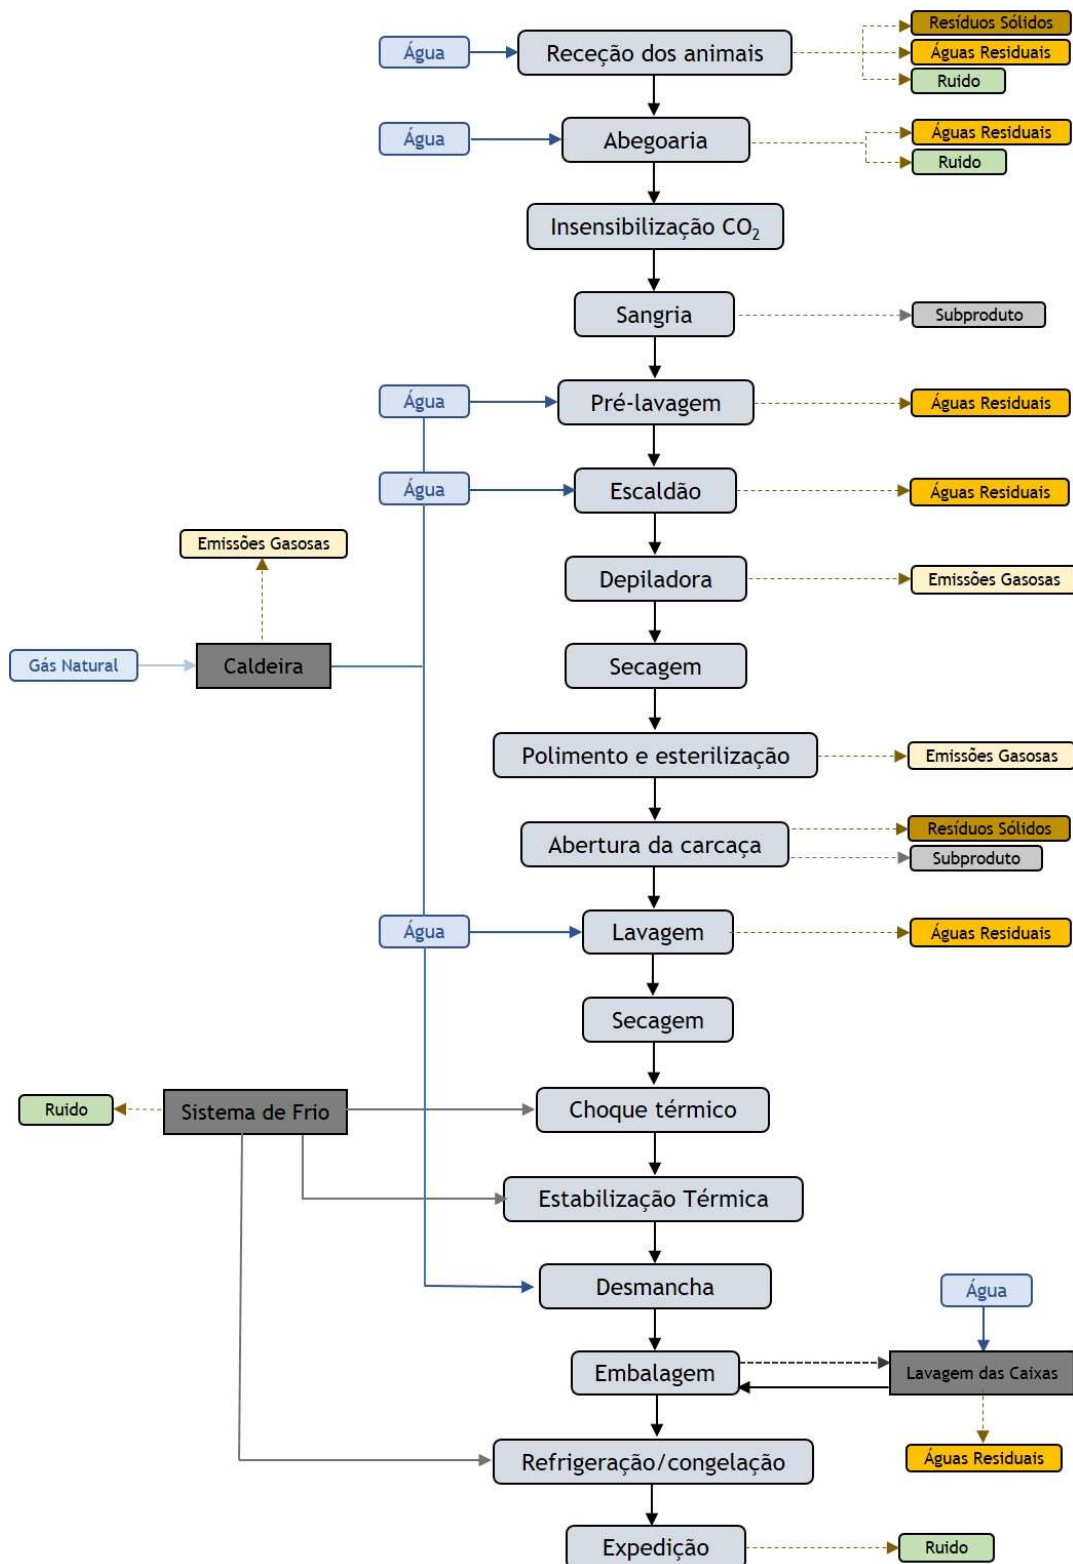 Resíduos Sólidos
Água
Receção dos animais
Águas Residuais
Ruido
Água
Abegoaria
Águas Residuais
Ruido
Insensibilização CO₂
Sangria
Subproduto
Água
Pré-lavagem
Águas Residuais
Água
Escaldão
Águas Residuais
Emissões Gasosas
Depiladora
Emissões Gasosas
Gás Natural
Caldeira
Secagem
Polimento e esterilização
Emissões Gasosas
Abertura da carcaça
Resíduos Sólidos
Subproduto
Água
Lavagem
Águas Residuais
Secagem
Ruido
Sistema de Frio
Choque térmico
Estabilização Térmica
Desmancha
Água
Embalagem
Lavagem das Caixas
Refrigeração/congelação
Águas Residuais
Expedição
Ruido